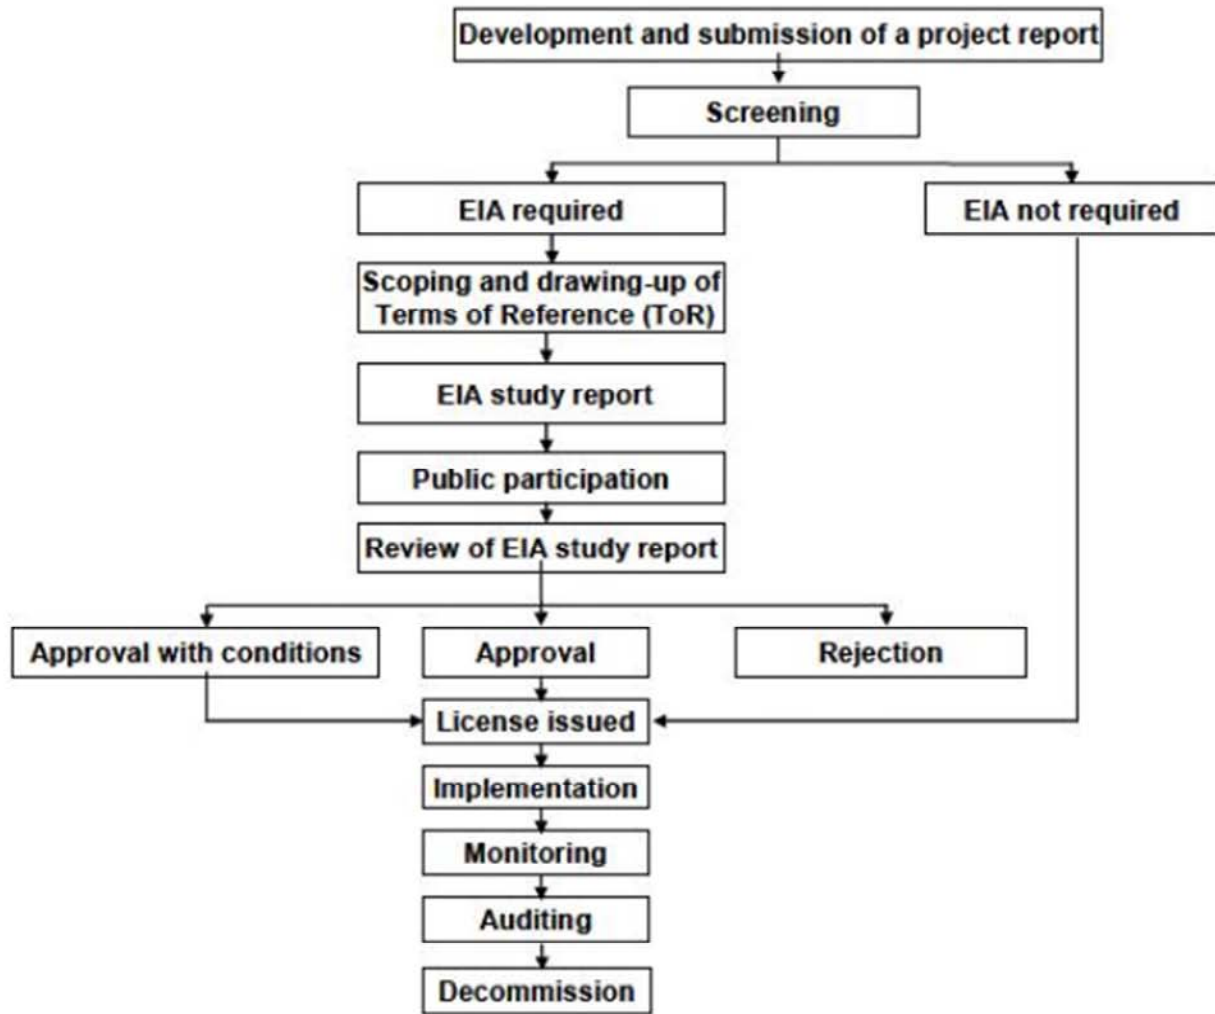 Development and submission of a project report
Screening
EIA required
EIA not required
Scoping and drawing-up of
Terms of Reference (ToR)
EIA study report
Public participation
Review of EIA study report
Approval with conditions
Approval
Rejection
License issued
Implementation
Monitoring
Auditing
Decommission